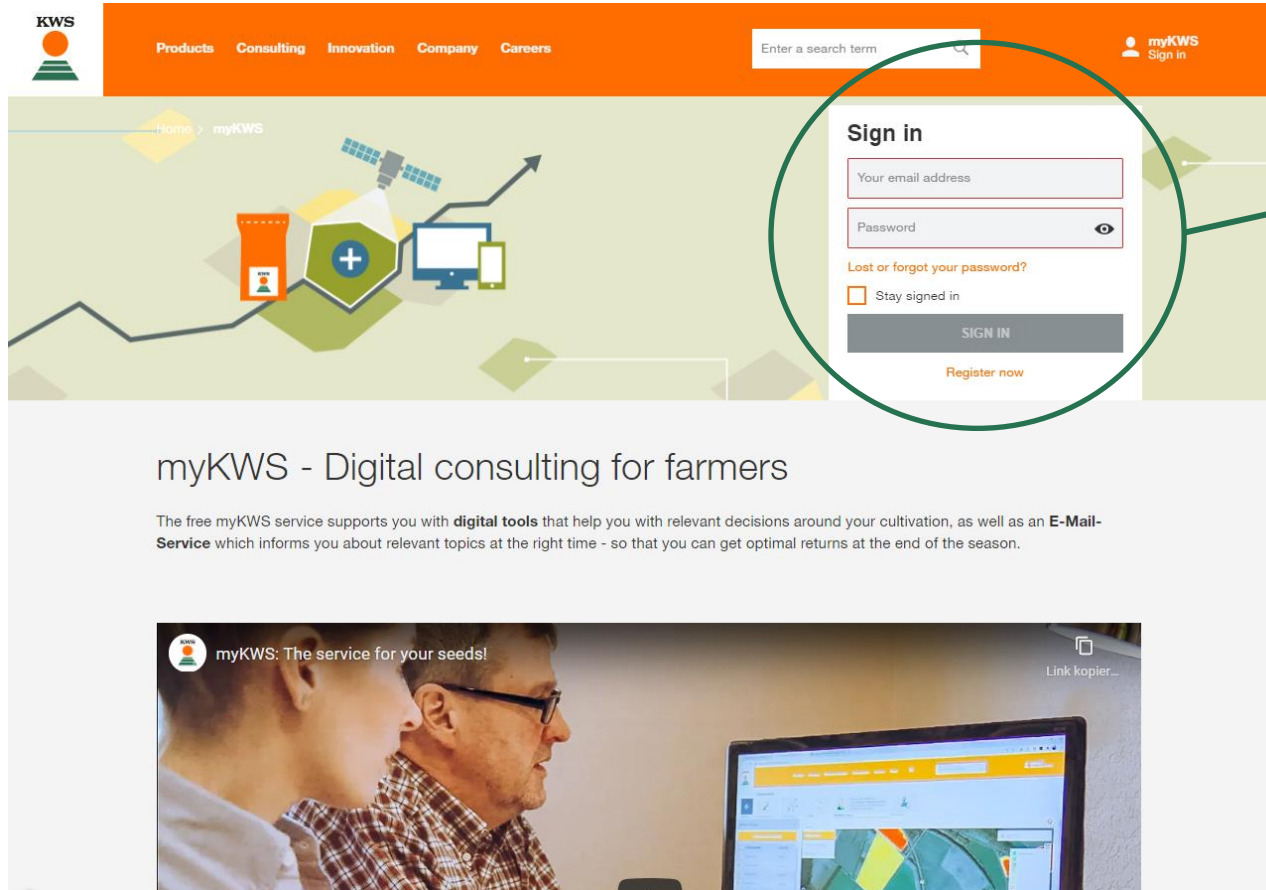 KWS
Products Consulting Innovation Company Careers
Enter a search term
myKWS
Sign in
Home > myKWS
KWS
Sign in
Your email address
Password
Lost or forgot your password?
Stay signed in
SIGN IN
Register now
myKWS - Digital consulting for farmers
The free myKWS service supports you with digital tools that help you with relevant decisions around your cultivation, as well as an E-Mail-
Service which informs you about relevant topics at the right time - so that you can get optimal returns at the end of the season.
KWS
myKWS: The service for your seeds!
Link kopier...